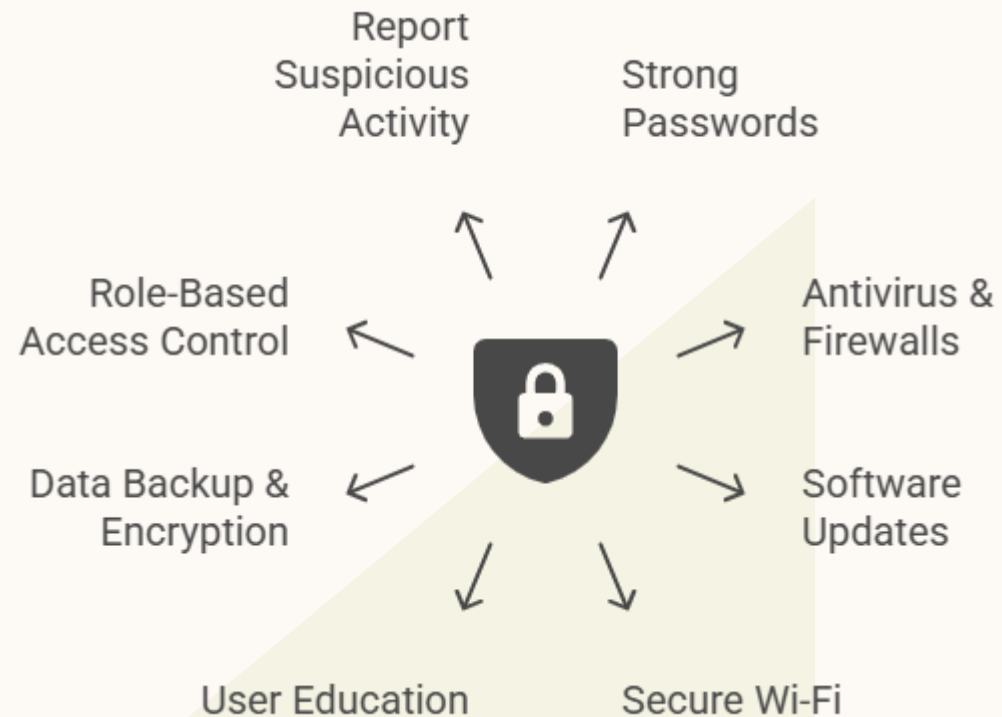 Report
Suspicious
Activity
Strong
Passwords
Role-Based
Access Control
Antivirus &
Firewalls
Data Backup &
Encryption
Software
Updates
User Education
Secure Wi-Fi